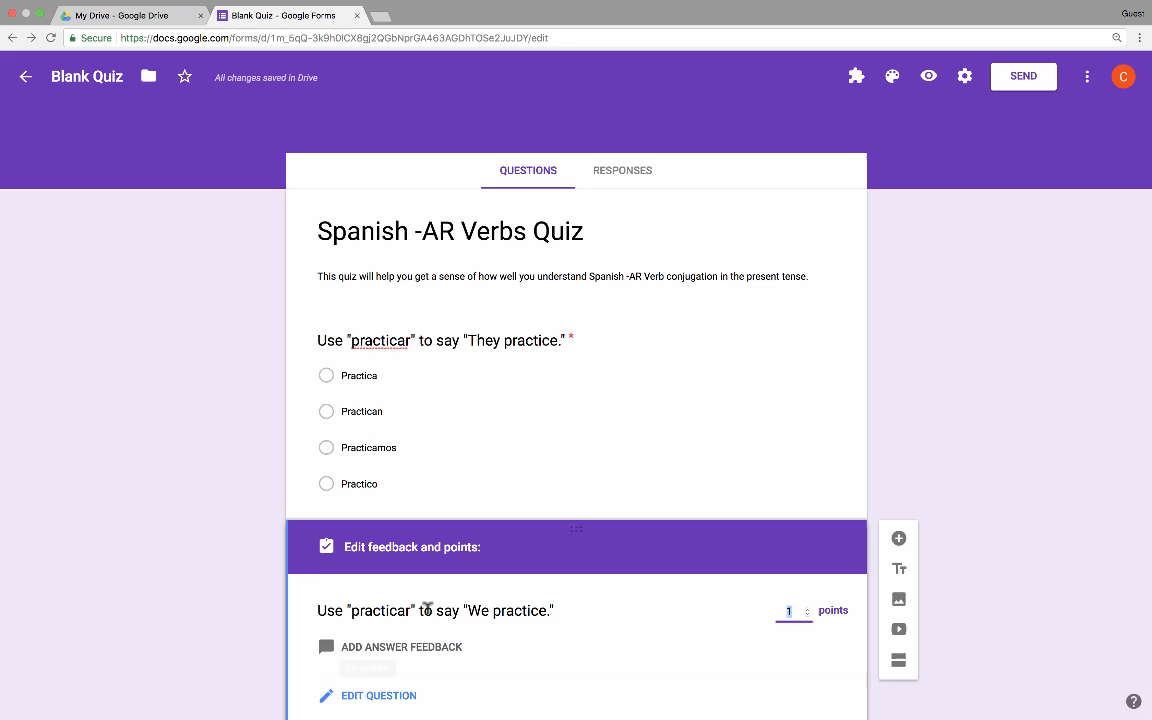 My Drive - Google Drive
Blank Quiz - Google Forms
Guest
Secure https://docs.google.com/forms/d/1m_5qQ-3k9h0lCX8gj2QGbNprGA463AGDhTOSe2JuJDY/edit
Blank Quiz
All changes saved in Drive
SEND
C
QUESTIONS RESPONSES
Spanish -AR Verbs Quiz
This quiz will help you get a sense of how well you understand Spanish -AR Verb conjugation in the present tense.
Use "practicar" to say "They practice." *
Practica
Practican
Practicamos
Practico
Edit feedback and points:
Use "practicar" to say "We practice."
1 points
ADD ANSWER FEEDBACK
EDIT QUESTION